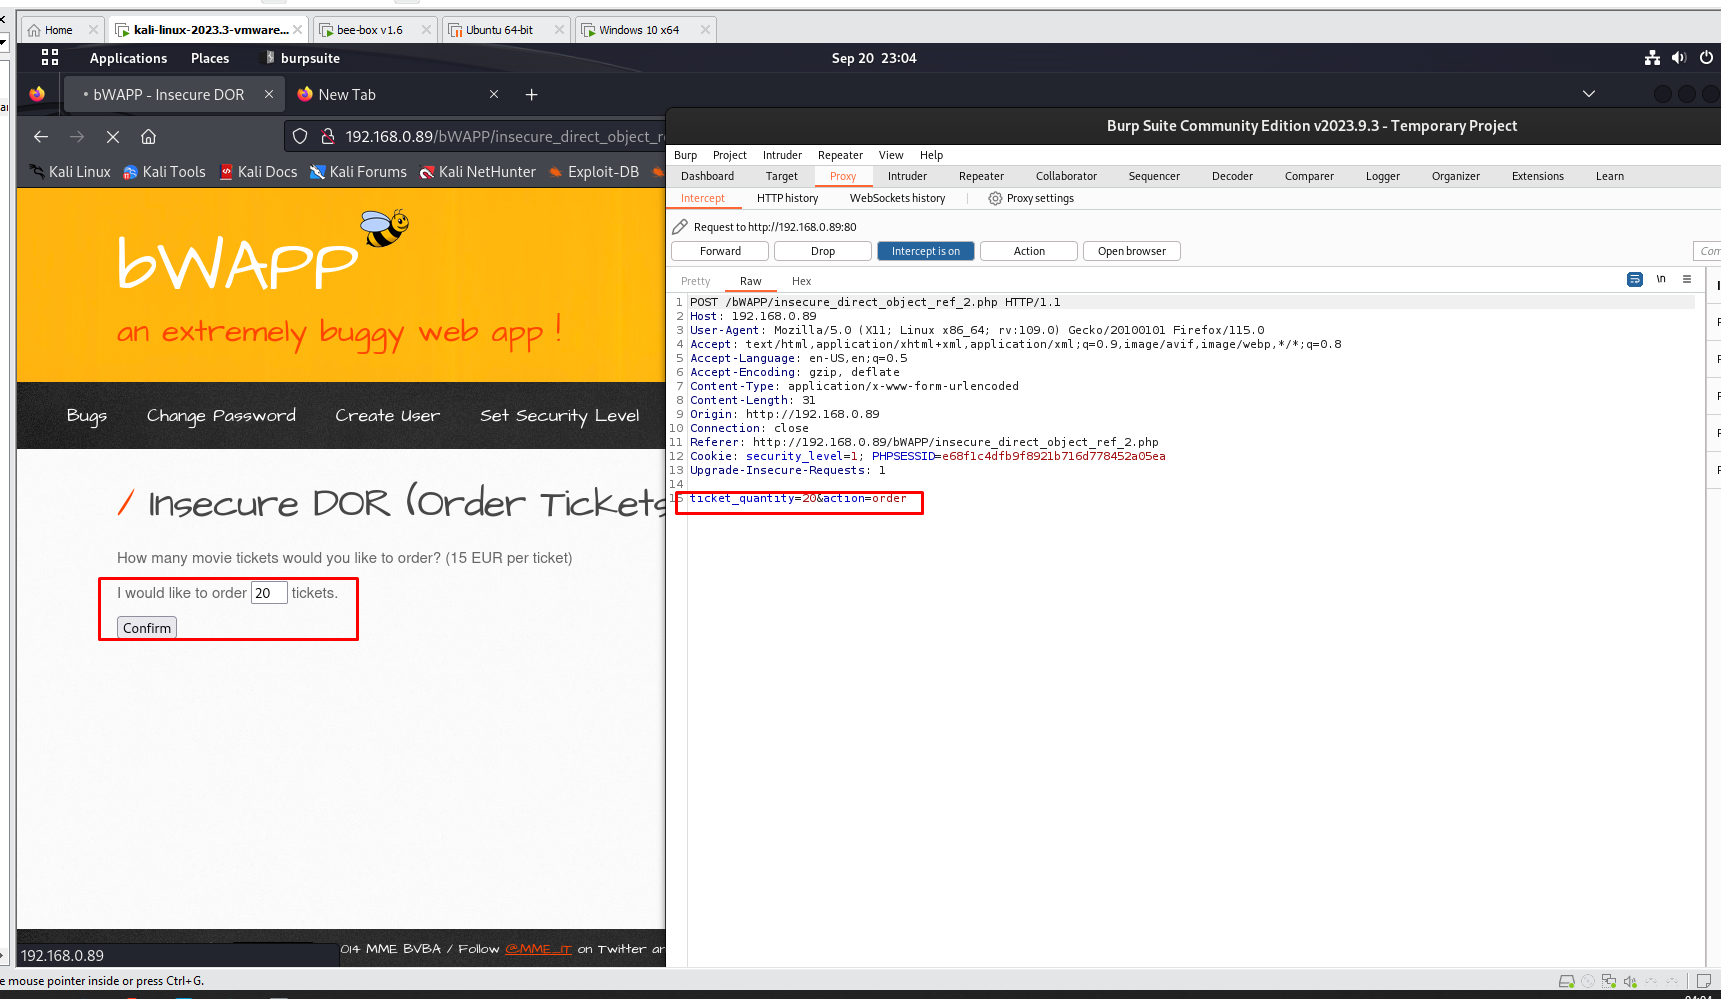 Home
kali-linux-2023.3-vmware...
bee-box v1.6
Ubuntu 64-bit
Windows 10 x64
Applications Places burpsuite
Sep 20 23:04
bWAPP - Insecure DOR
New Tab
192.168.0.89/bWAPP/insecure_direct_object_r
Kali Linux
Kali Tools
Kali Docs
Kali Forums
Kali NetHunter
Exploit-DB
bWAPP
an extremely buggy web app !
Bugs Change Password Create User Set Security Level
/ Insecure DOR (Order Tickets
How many movie tickets would you like to order? (15 EUR per ticket)
I would like to order 20 tickets.
Confirm
014 MME BVBA / Follow @MME_IT on Twitter ar
192.168.0.89
Burp Suite Community Edition v2023.9.3 - Temporary Project
Burp Project Intruder Repeater View Help
Dashboard Target Proxy Intruder Repeater Collaborator Sequencer Decoder Comparer Logger Organizer Extensions Learn
Intercept HTTP history WebSockets history Proxy settings
Request to http://192.168.0.89:80
Forward Drop Intercept is on Action Open browser
Com
Pretty Raw Hex
\n
1 POST /bWAPP/insecure_direct_object_ref_2.php HTTP/1.1
2 Host: 192.168.0.89
3 User-Agent: Mozilla/5.0 (X11; Linux x86_64; rv:109.0) Gecko/20100101 Firefox/115.0
4 Accept: text/html,application/xhtml+xml,application/xml;q=0.9,image/avif,image/webp,*/*;q=0.8
5 Accept-Language: en-US,en;q=0.5
6 Accept-Encoding: gzip, deflate
7 Content-Type: application/x-www-form-urlencoded
8 Content-Length: 31
9 Origin: http://192.168.0.89
10 Connection: close
11 Referer: http://192.168.0.89/bWAPP/insecure_direct_object_ref_2.php
12 Cookie: security_level=1; PHPSESSID=e68f1c4dfb9f8921b716d778452a05ea
13 Upgrade-Insecure-Requests: 1
14
15 ticket_quantity=20&action=order
e mouse pointer inside or press Ctrl+G.